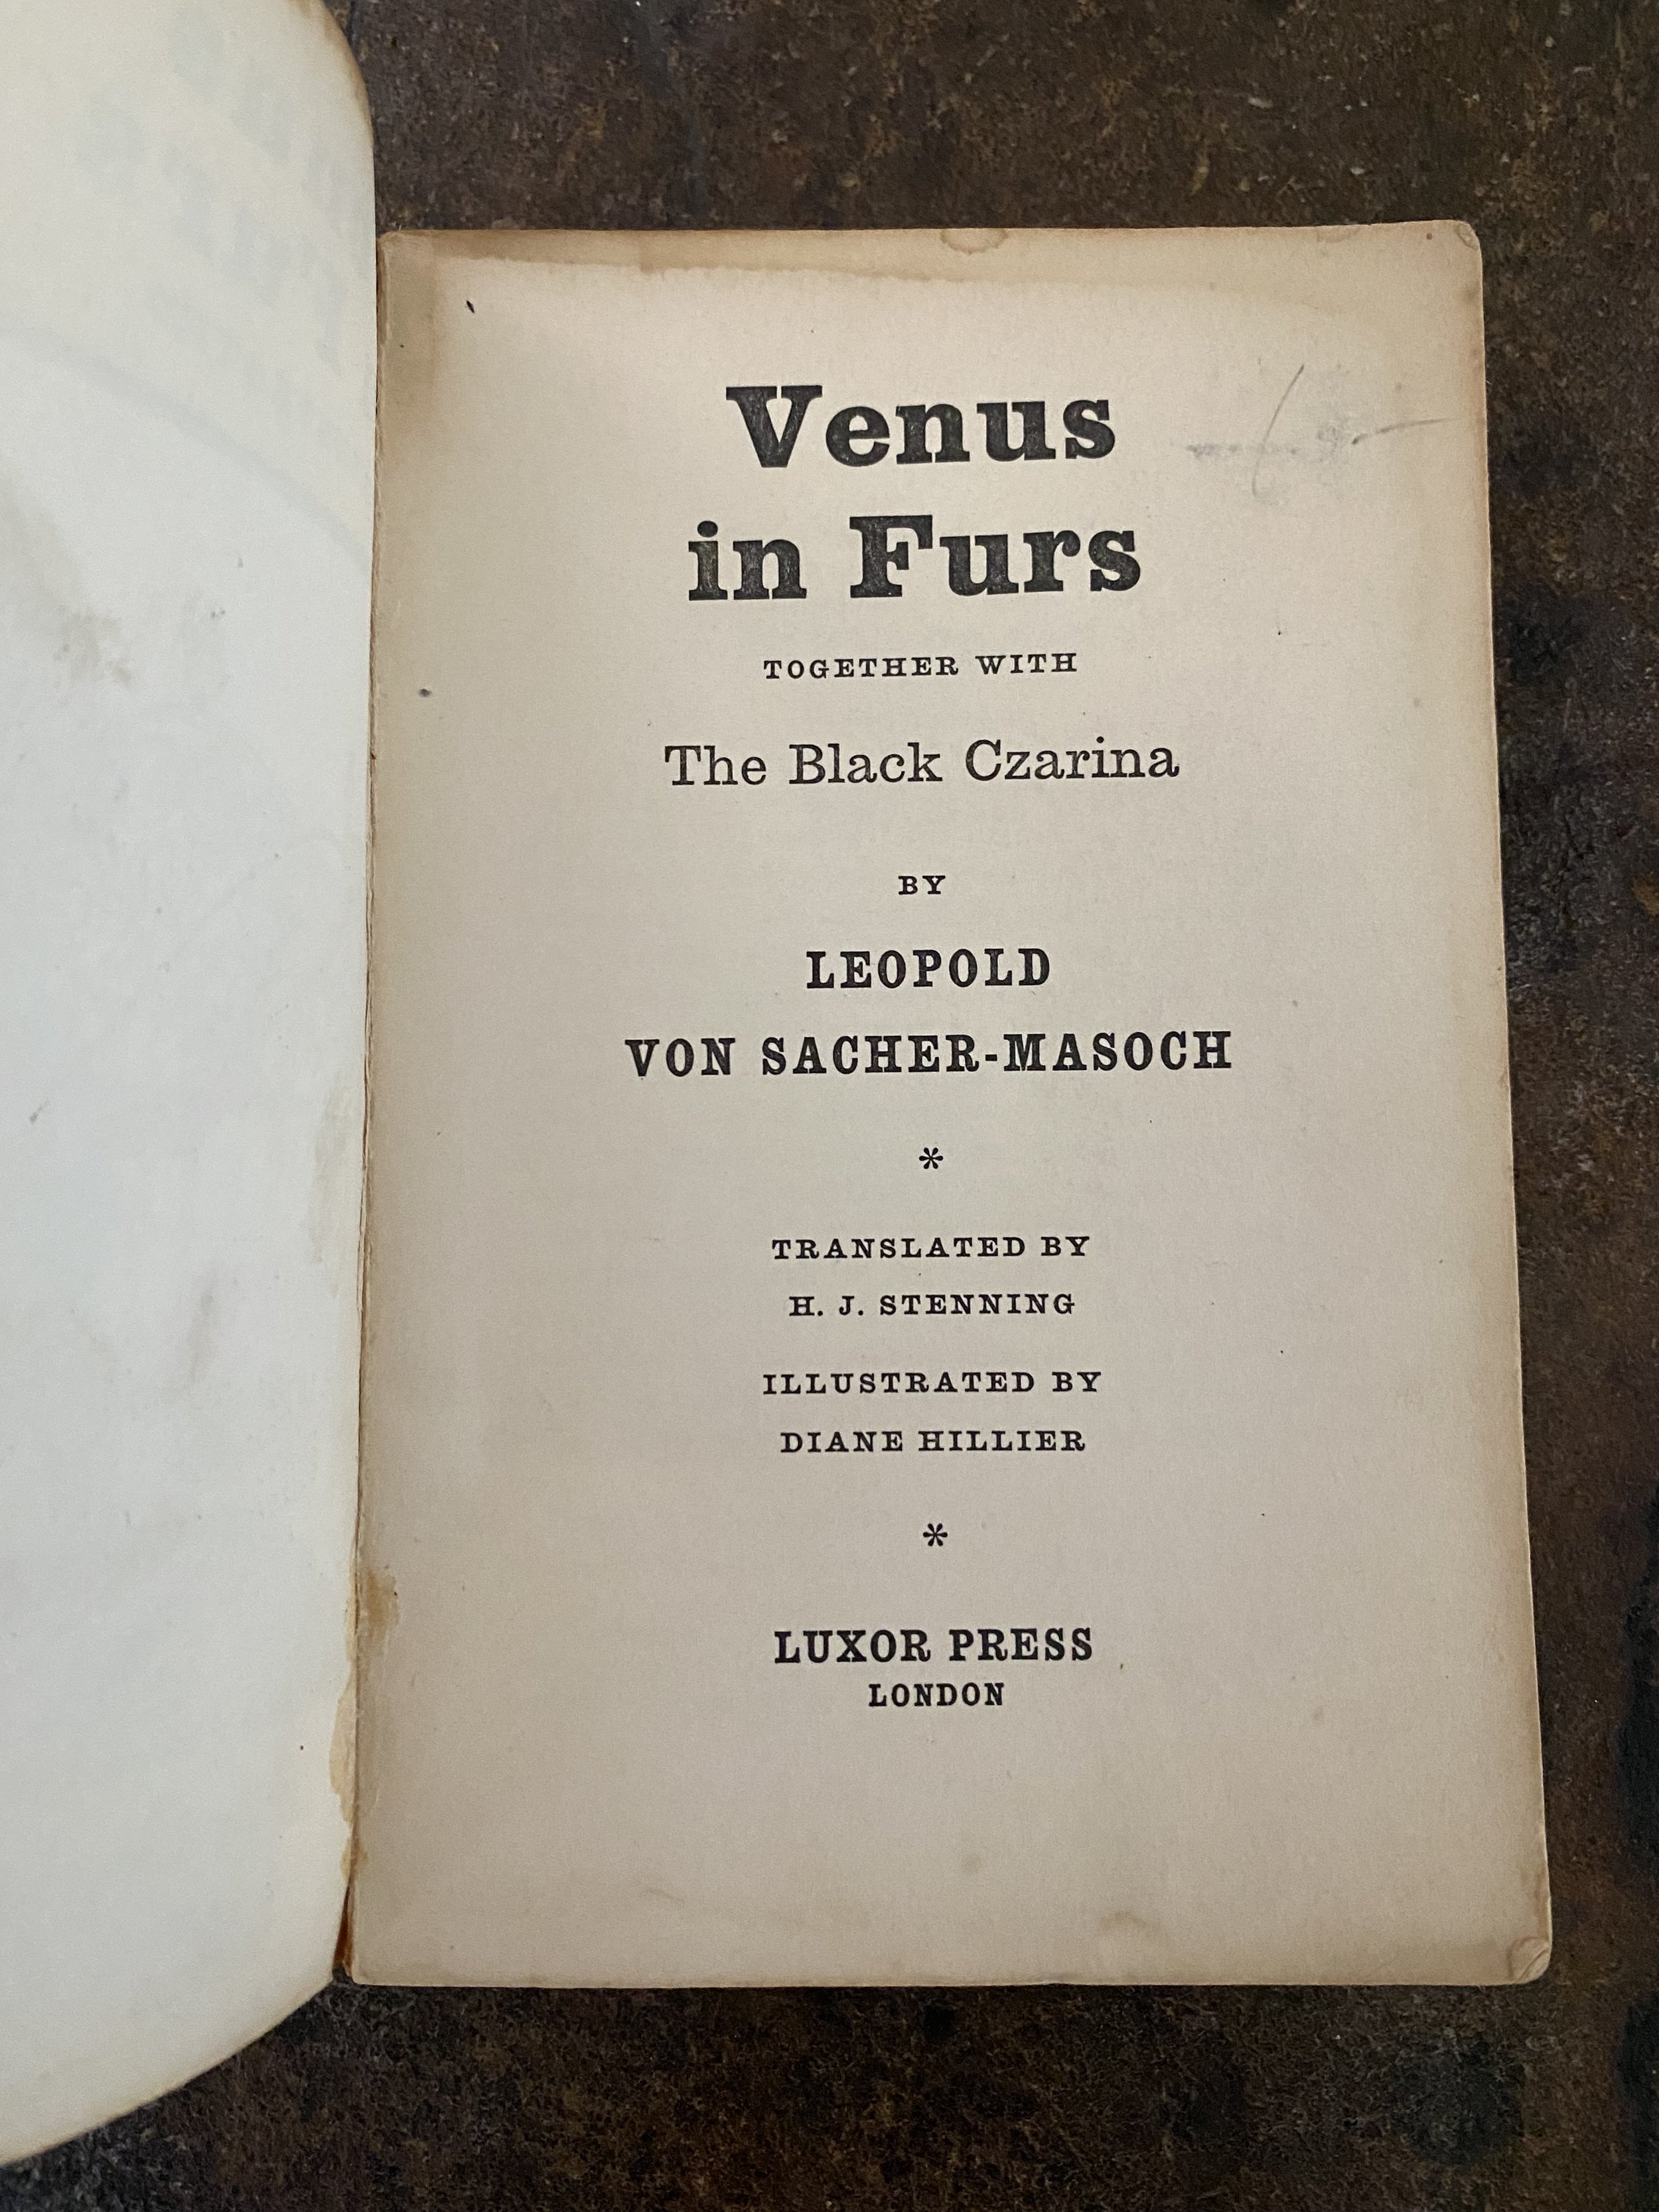 Venus
in Furs
TOGETHER WITH
The Black Czarina
BY
LEOPOLD
VON SACHER-MASOCH
*
TRANSLATED BY
H. J. STENNING
ILLUSTRATED BY
DIANE HILLIER
*
LUXOR PRESS
LONDON